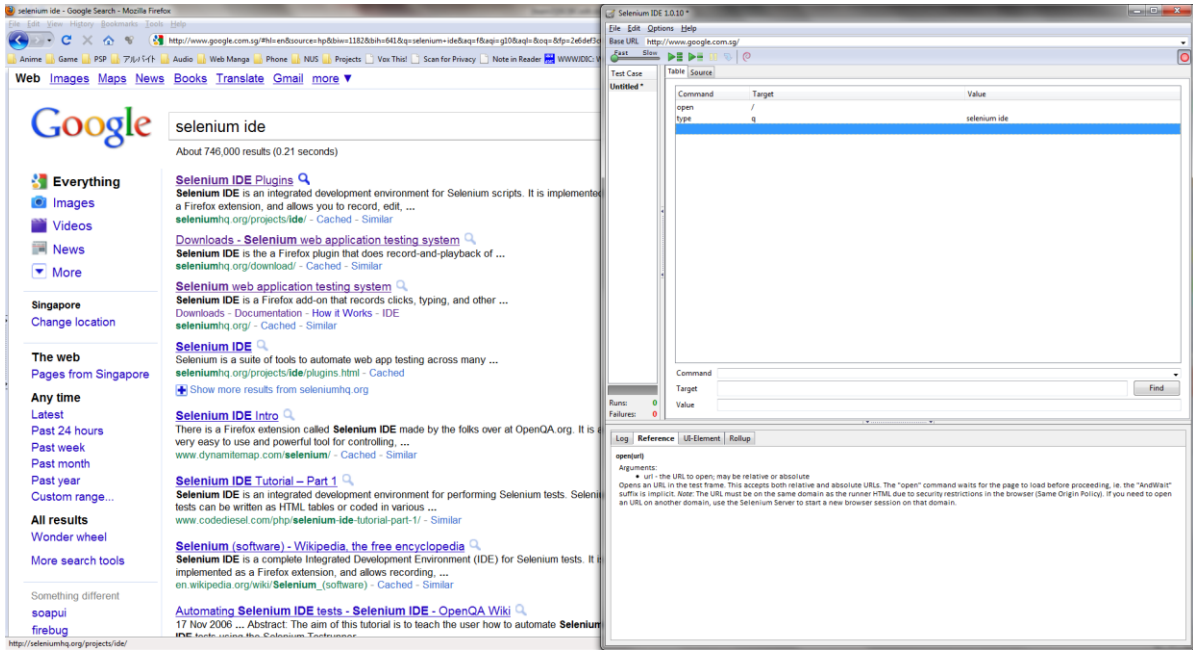 selenium ide - Google Search - Mozilla Firefox
File Edit View History Bookmarks Tools Help
http://www.google.com.sg/#hl=en&source=hp&biw=1182&bih=641&q=selenium+ide&aq=f&aqi=g10&aql=&oq=&fp=2e6def3c
Anime Game PSP アルバイト Audio Web Manga Phone NUS Projects Vox This! Scan for Privacy Note in Reader WWWJDIC: W
Web Images Maps News Books Translate Gmail more ▼
Google
selenium ide
About 746,000 results (0.21 seconds)
Everything
Images
Videos
News
More
Singapore
Change location
The web
Pages from Singapore
Any time
Latest
Past 24 hours
Past week
Past month
Past year
Custom range...
All results
Wonder wheel
More search tools
Something different
soapui
firebug
Selenium IDE Plugins
Selenium IDE is an integrated development environment for Selenium scripts. It is implemented
a Firefox extension, and allows you to record, edit, ...
seleniumhq.org/projects/ide/ - Cached - Similar
Downloads - Selenium web application testing system
Selenium IDE is the a Firefox plugin that does record-and-playback of ...
seleniumhq.org/download/ - Cached - Similar
Selenium web application testing system
Selenium IDE is a Firefox add-on that records clicks, typing, and other ...
Downloads - Documentation - How it Works - IDE
seleniumhq.org/ - Cached - Similar
Selenium IDE
Selenium is a suite of tools to automate web app testing across many ...
seleniumhq.org/projects/ide/plugins.html - Cached
Show more results from seleniumhq.org
Selenium IDE Intro
There is a Firefox extension called Selenium IDE made by the folks over at OpenQA.org. It is a
very easy to use and powerful tool for controlling, ...
www.dynamitemap.com/selenium/ - Cached - Similar
Selenium IDE Tutorial – Part 1
Selenium IDE is an integrated development environment for performing Selenium tests. Seleni
tests can be written as HTML tables or coded in various ...
www.codediesel.com/php/selenium-ide-tutorial-part-1/ - Similar
Selenium (software) - Wikipedia, the free encyclopedia
Selenium IDE is a complete Integrated Development Environment (IDE) for Selenium tests. It is
implemented as a Firefox extension, and allows recording, ...
en.wikipedia.org/wiki/Selenium_(software) - Cached - Similar
Automating Selenium IDE tests - Selenium IDE - OpenQA Wiki
17 Nov 2006 ... Abstract: The aim of this tutorial is to teach the user how to automate Selenium
IDE tests using the Selenium Testrunner
http://seleniumhq.org/projects/ide/
Selenium IDE 1.0.10 *
File Edit Options Help
Base URL http://www.google.com.sg/
Fast Slow
Test Case
Untitled *
Table Source
Command Target Value
open /
type q selenium ide
Command
Target Find
Value
Runs: 0
Failures: 0
Log Reference UI-Element Rollup
open(url)
Arguments:
• url - the URL to open; may be relative or absolute
Opens an URL in the test frame. This accepts both relative and absolute URLs. The "open" command waits for the page to load before proceeding, ie. the "AndWait"
suffix is implicit. Note: The URL must be on the same domain as the runner HTML due to security restrictions in the browser (Same Origin Policy). If you need to open
an URL on another domain, use the Selenium Server to start a new browser session on that domain.